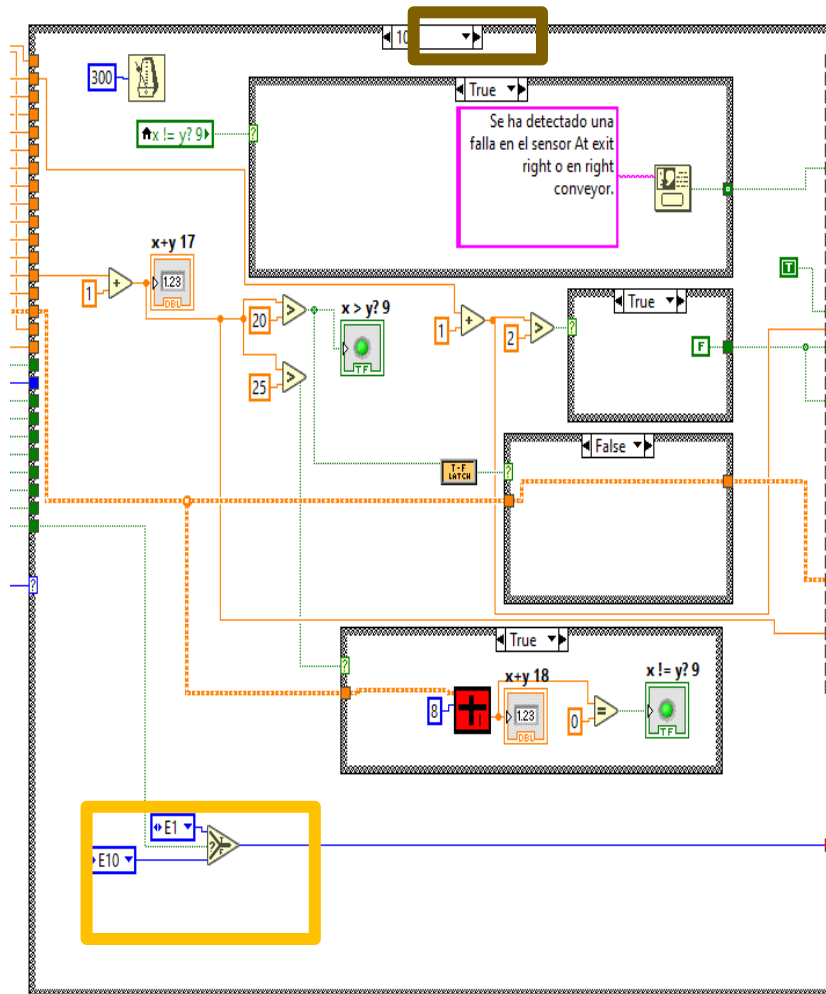 10
300
True
x != y? 9
?
Se ha detectado una
falla en el sensor At exit
right o en right
conveyor.
x+y 17
1.23
DBL
1
+
20
>
x > y? 9
TF
25
>
1
+
2
>
?
True
T
F
False
T-F
LATCH
?
?
True
?
x+y 18
x != y? 9
8
1.23
DBL
0
=
TF
E1
E10
?
T
F